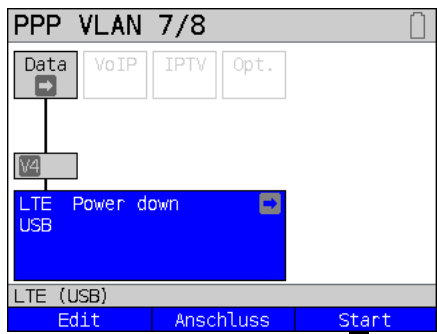 PPP VLAN 7/8
Data VoIP IPTV Opt.
V4
LTE Power down
USB
LTE (USB)
Edit Anschluss Start